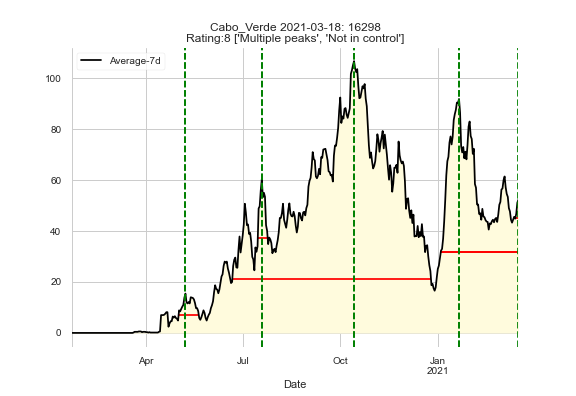 Cabo_Verde 2021-03-18: 16298
Rating:8 ['Multiple peaks', 'Not in control']
Average-7d
100
80
60
40
20
0
Apr
Jul
Oct
Jan
2021
Date